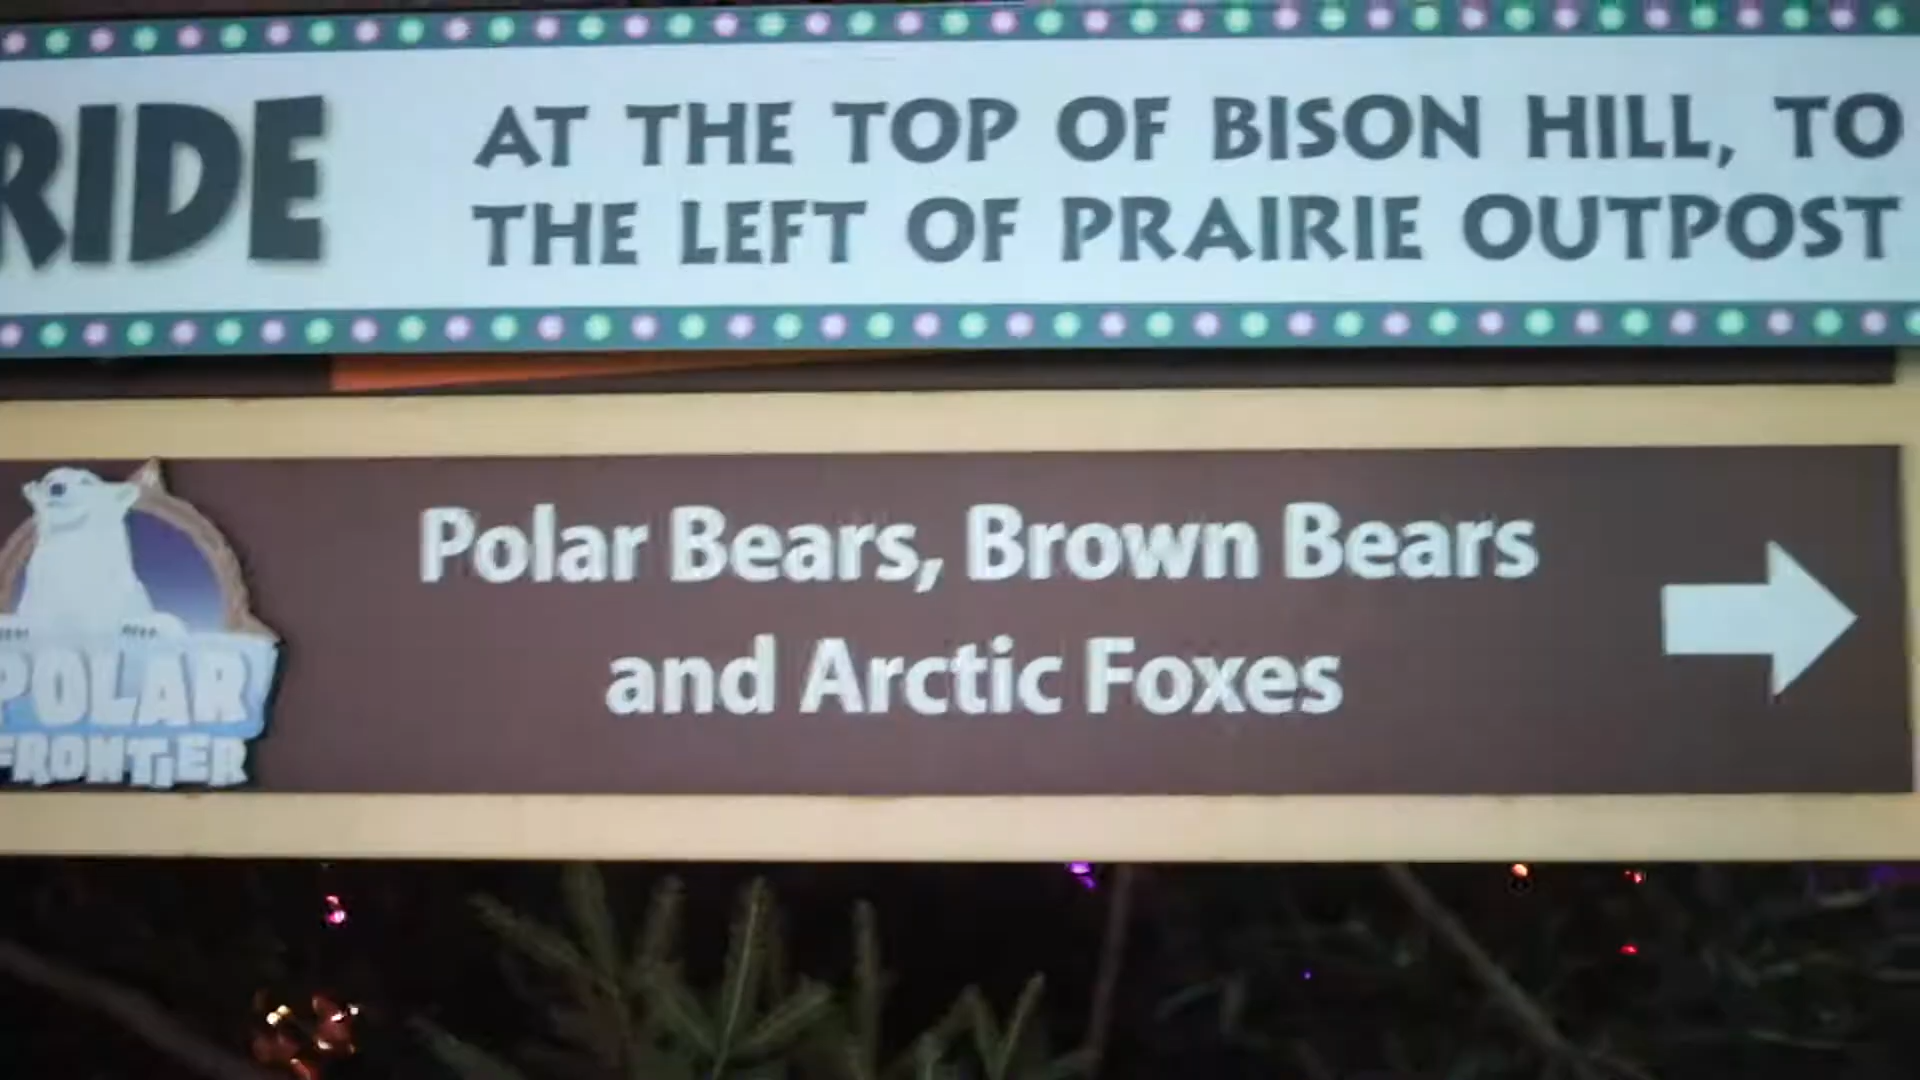 RIDE
AT THE TOP OF BISON HILL, TO
THE LEFT OF PRAIRIE OUTPOST
Polar Bears, Brown Bears
and Arctic Foxes
POLAR
FRONTIER